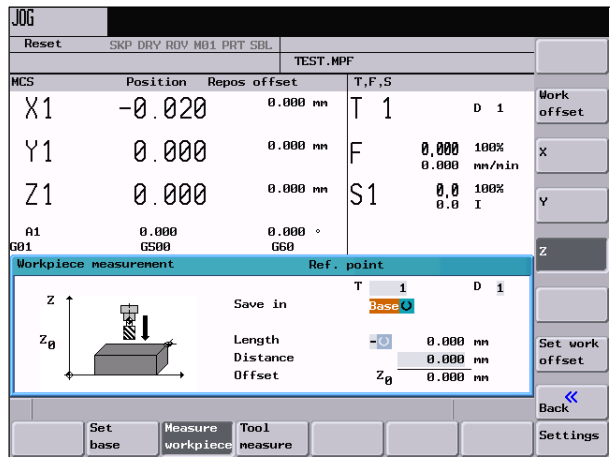 JOG
Reset SKP DRY ROV M01 PRT SBL
TEST.MPF
MCS Position Repos offset T,F,S
X1 -0.020 0.000 mm T 1 D 1
Y1 0.000 0.000 mm F 0,000 100%
0.000 mm/min
Z1 0.000 0.000 mm S1 0,0 100%
0.0 I
A1 0.000 0.000 °
G01 G500 G60
Work
offset
X
Y
Z
Set work
offset
Back
Settings
Workpiece measurement Ref. point
T 1 D 1
Z Save in Base
Z0 Length - 0.000 mm
Distance 0.000 mm
Offset Z0 0.000 mm
Set
base
Measure
workpiece
Tool
measure